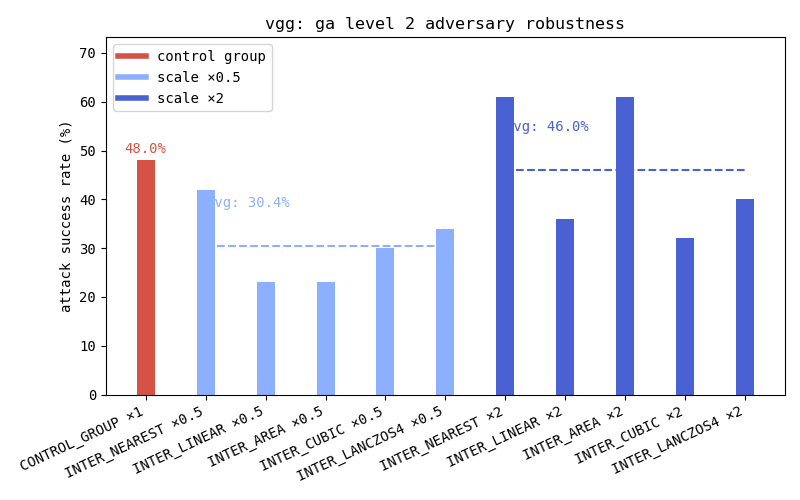 vgg: ga level 2 adversary robustness
control group
scale ×0.5
scale ×2
attack success rate (%)
70
60
50
40
30
20
10
0
48.0%
vg: 30.4%
vg: 46.0%
CONTROL_GROUP ×1
INTER_NEAREST ×0.5
INTER_LINEAR ×0.5
INTER_AREA ×0.5
INTER_CUBIC ×0.5
INTER_LANCZOS4 ×0.5
INTER_NEAREST ×2
INTER_LINEAR ×2
INTER_AREA ×2
INTER_CUBIC ×2
INTER_LANCZOS4 ×2